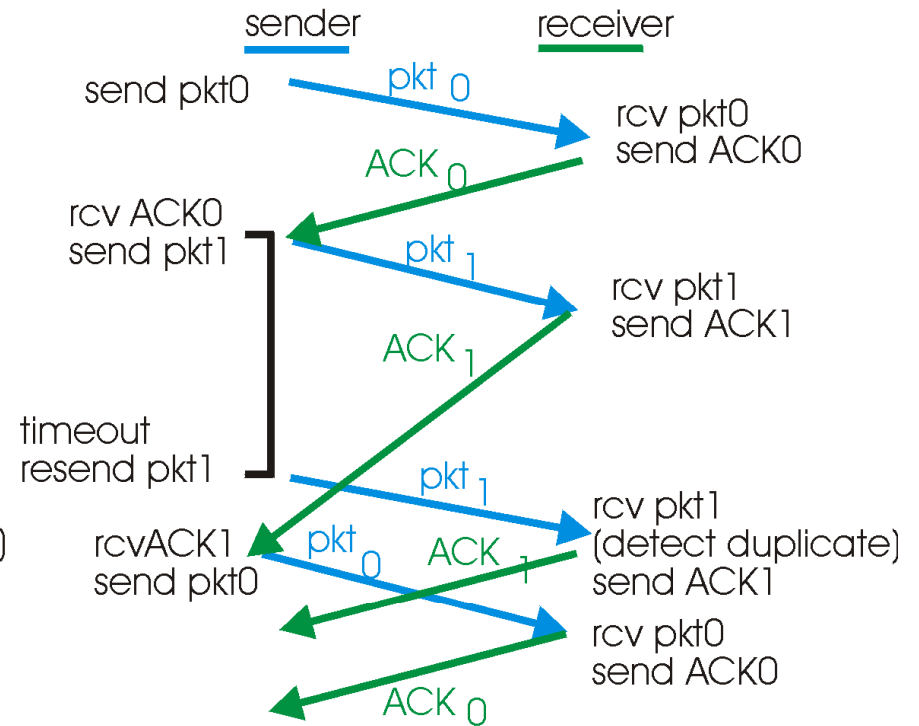 sender
receiver
send pkt0
pkt 0
rcv pkt0
send ACK0
ACK 0
rcv ACK0
send pkt1
pkt 1
rcv pkt1
send ACK1
ACK 1
timeout
resend pkt1
pkt 1
rcv pkt1
(detect duplicate)
send ACK1
)
rcvACK1
send pkt0
pkt 0
ACK 1
rcv pkt0
send ACK0
ACK 0